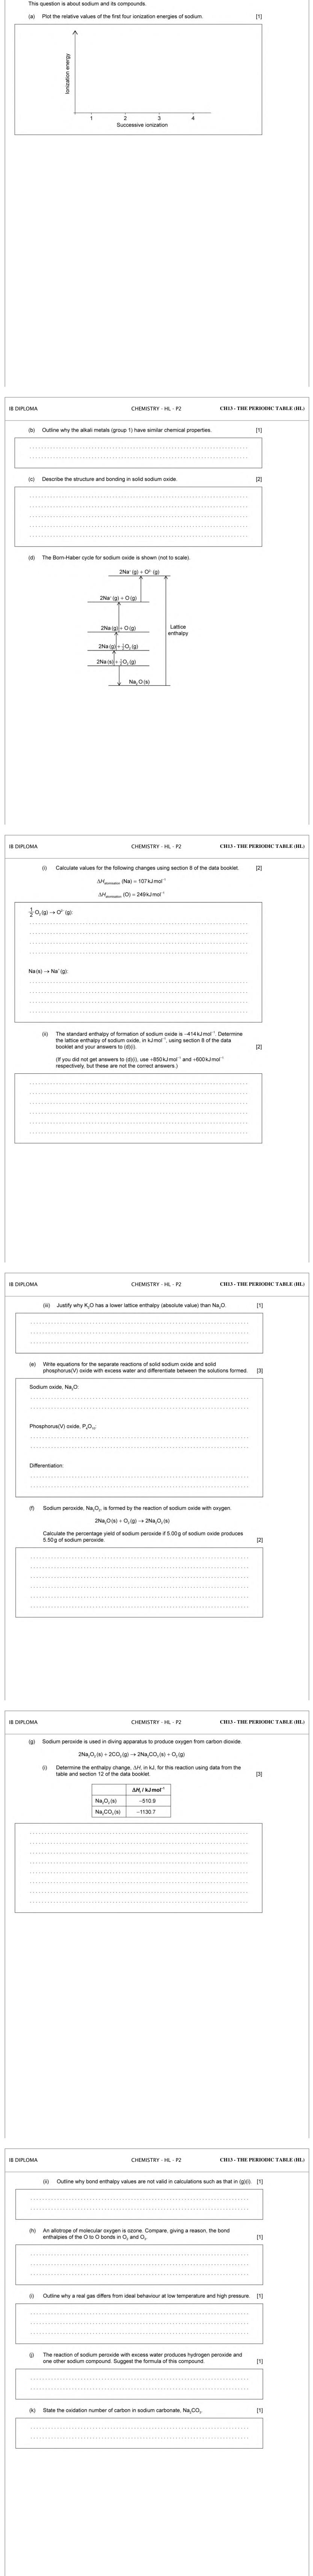 This question is about sodium and its compounds.
(a) Plot the relative values of the first four ionization energies of sodium. [1]
Ionization energy
1 2 3 4
Successive ionization
IB DIPLOMA CHEMISTRY - HL - P2 CH13 - THE PERIODIC TABLE (HL)
(b) Outline why the alkali metals (group 1) have similar chemical properties. [1]
(c) Describe the structure and bonding in solid sodium oxide. [2]
(d) The Born-Haber cycle for sodium oxide is shown (not to scale).
2Na⁺ (g) + O²⁻ (g)
2Na⁺ (g) + O (g)
2Na (g) + O (g)
Lattice
enthalpy
2Na (g) + ½O₂ (g)
2Na (s) + ½O₂ (g)
Na₂O (s)
IB DIPLOMA CHEMISTRY - HL - P2 CH13 - THE PERIODIC TABLE (HL)
(i) Calculate values for the following changes using section 8 of the data booklet. [2]
ΔHatomisation (Na) = 107 kJ mol⁻¹
ΔHatomisation (O) = 249 kJ mol⁻¹
½ O₂ (g) → O²⁻ (g):
Na (s) → Na⁺ (g):
(ii) The standard enthalpy of formation of sodium oxide is −414 kJ mol⁻¹. Determine
the lattice enthalpy of sodium oxide, in kJ mol⁻¹, using section 8 of the data
booklet and your answers to (d)(i). [2]
(If you did not get answers to (d)(i), use +850 kJ mol⁻¹ and +600 kJ mol⁻¹
respectively, but these are not the correct answers.)
IB DIPLOMA CHEMISTRY - HL - P2 CH13 - THE PERIODIC TABLE (HL)
(iii) Justify why K₂O has a lower lattice enthalpy (absolute value) than Na₂O. [1]
(e) Write equations for the separate reactions of solid sodium oxide and solid
phosphorus(V) oxide with excess water and differentiate between the solutions formed. [3]
Sodium oxide, Na₂O:
Phosphorus(V) oxide, P₄O₁₀:
Differentiation:
(f) Sodium peroxide, Na₂O₂, is formed by the reaction of sodium oxide with oxygen.
2Na₂O (s) + O₂ (g) → 2Na₂O₂ (s)
Calculate the percentage yield of sodium peroxide if 5.00 g of sodium oxide produces
5.50 g of sodium peroxide. [2]
IB DIPLOMA CHEMISTRY - HL - P2 CH13 - THE PERIODIC TABLE (HL)
(g) Sodium peroxide is used in diving apparatus to produce oxygen from carbon dioxide.
2Na₂O₂ (s) + 2CO₂ (g) → 2Na₂CO₃ (s) + O₂ (g)
(i) Determine the enthalpy change, ΔH, in kJ, for this reaction using data from the
table and section 12 of the data booklet. [3]
ΔHf / kJ mol⁻¹
Na₂O₂ (s) −510.9
Na₂CO₃ (s) −1130.7
IB DIPLOMA CHEMISTRY - HL - P2 CH13 - THE PERIODIC TABLE (HL)
(ii) Outline why bond enthalpy values are not valid in calculations such as that in (g)(i). [1]
(h) An allotrope of molecular oxygen is ozone. Compare, giving a reason, the bond
enthalpies of the O to O bonds in O₂ and O₃. [1]
(i) Outline why a real gas differs from ideal behaviour at low temperature and high pressure. [1]
(j) The reaction of sodium peroxide with excess water produces hydrogen peroxide and
one other sodium compound. Suggest the formula of this compound. [1]
(k) State the oxidation number of carbon in sodium carbonate, Na₂CO₃. [1]